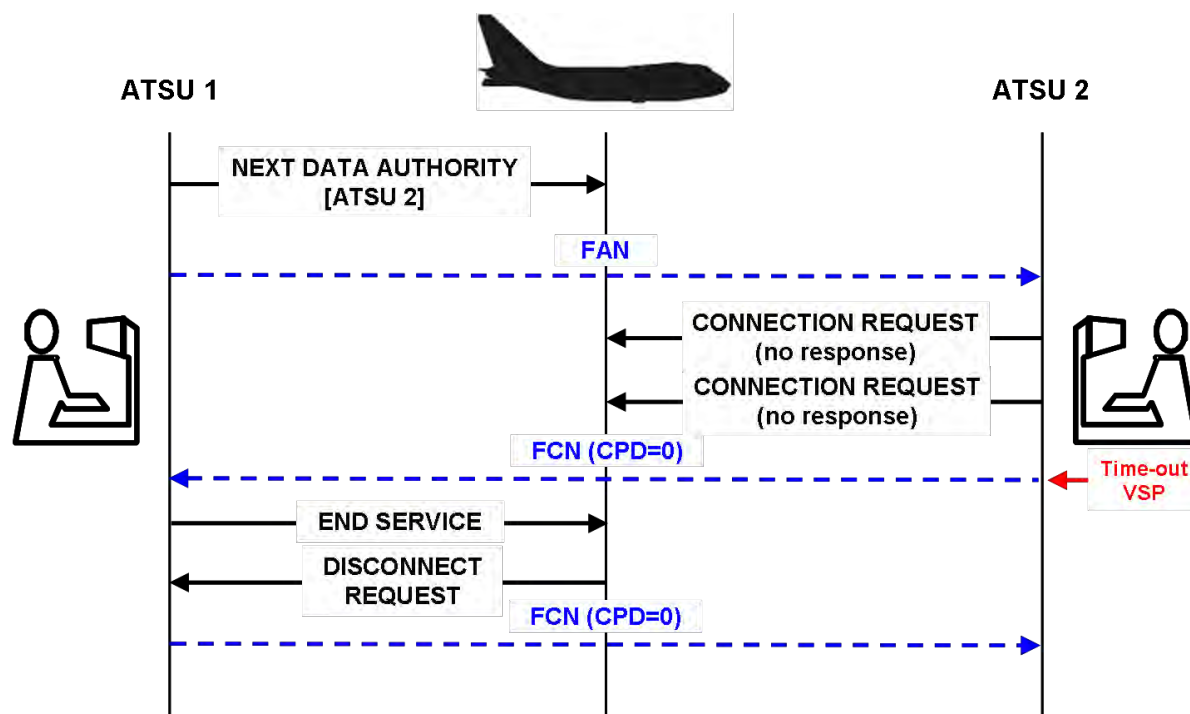 ATSU 1
ATSU 2
NEXT DATA AUTHORITY
[ATSU 2]
FAN
CONNECTION REQUEST
(no response)
CONNECTION REQUEST
(no response)
FCN (CPD=0)
Time-out
VSP
END SERVICE
DISCONNECT
REQUEST
FCN (CPD=0)